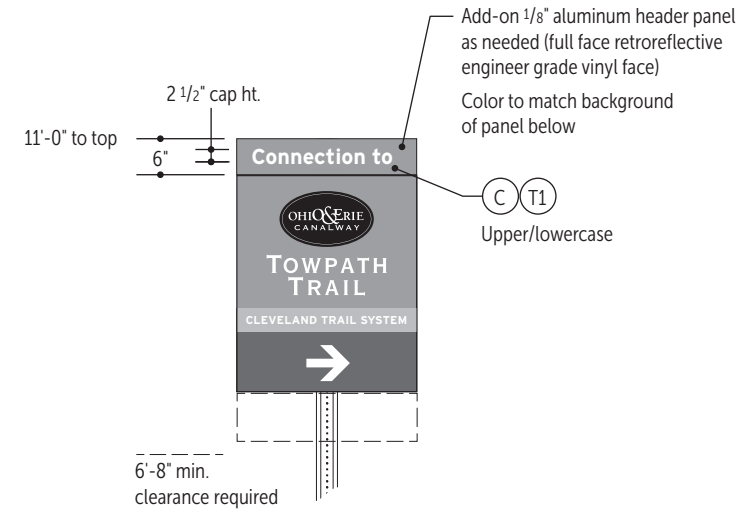 Add-on 1/8" aluminum header panel
as needed (full face retroreflective
engineer grade vinyl face)
Color to match background
of panel below
2 1/2" cap ht.
11'-0" to top
6"
Connection to
C T1
Upper/lowercase
OHIO&ERIE
CANALWAY
TOWPATH
TRAIL
CLEVELAND TRAIL SYSTEM
6'-8" min.
clearance required